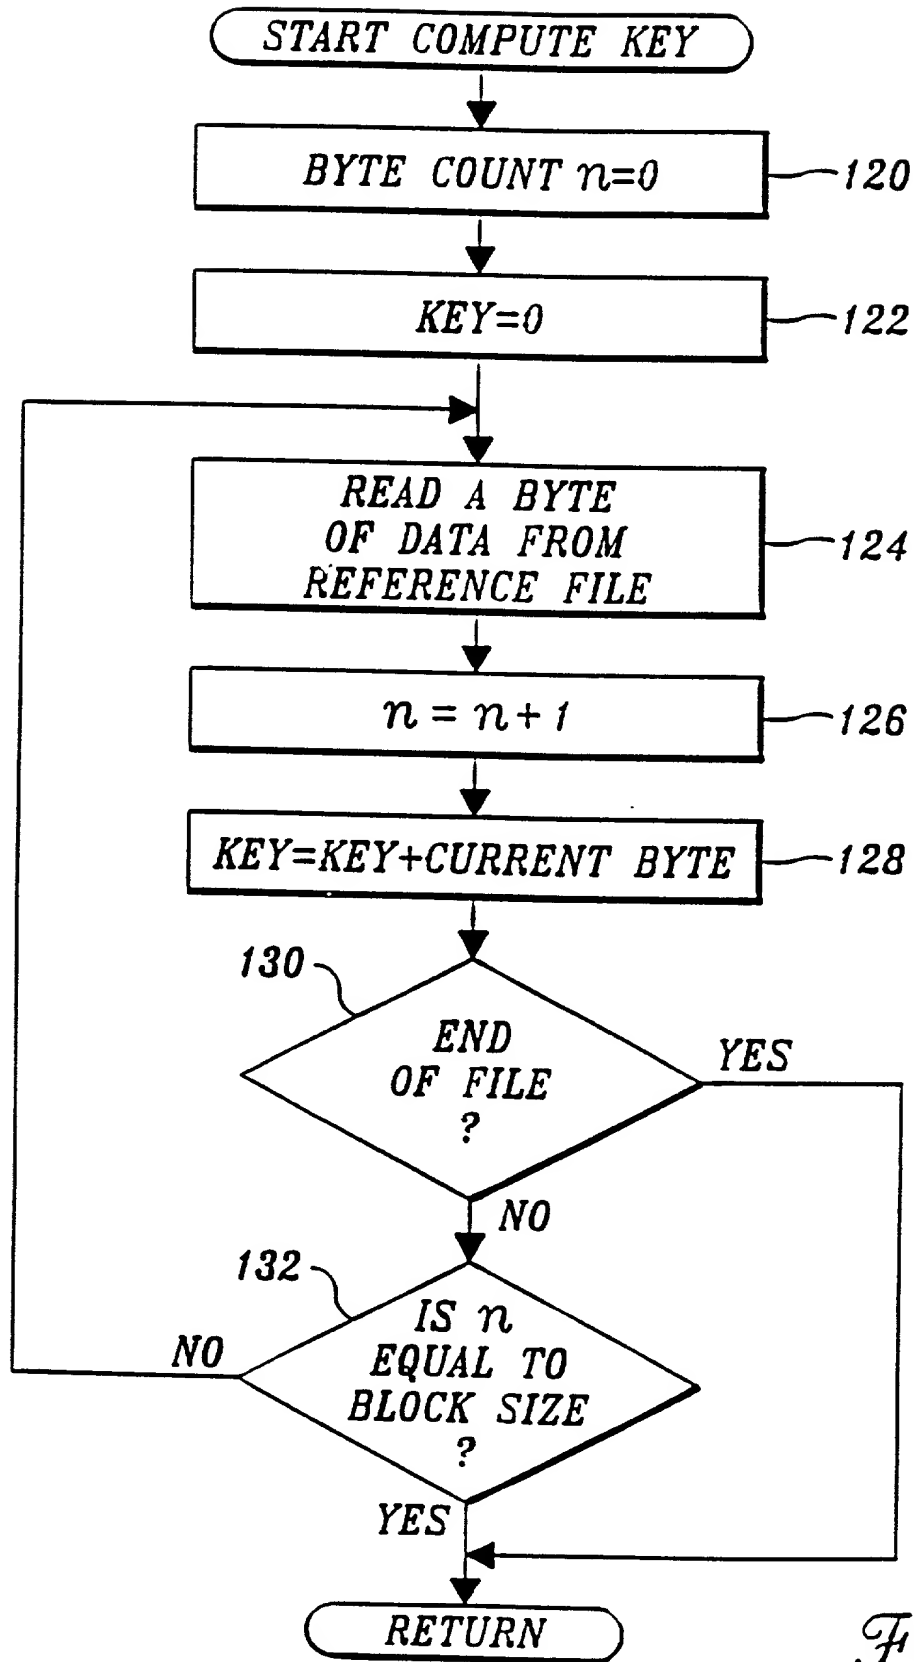 START COMPUTE KEY
BYTE COUNT n=0
120
KEY=0
122
READ A BYTE
OF DATA FROM
REFERENCE FILE
124
n = n+1
126
KEY=KEY+CURRENT BYTE
128
130
END
OF FILE
?
YES
NO
132
IS n
EQUAL TO
BLOCK SIZE
?
NO
YES
RETURN
F